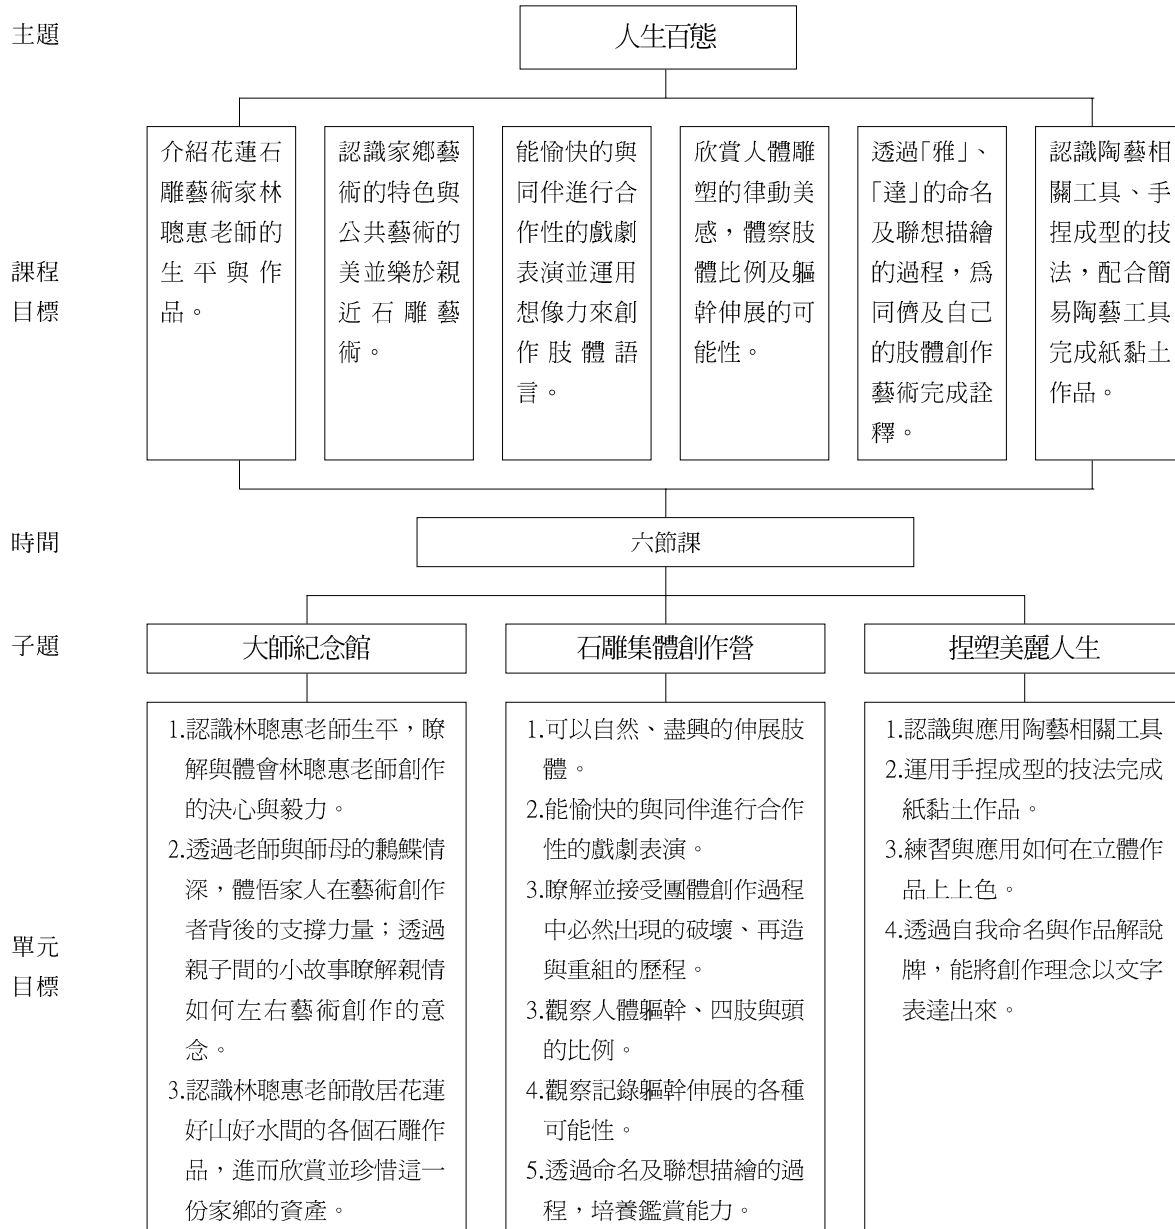 主題
人生百態
課程
目標
介紹花蓮石
雕藝術家林
聰惠老師的
生平與作
品。
認識家鄉藝
術的特色與
公共藝術的
美並樂於親
近石雕藝
術。
能愉快的與
同伴進行合
作性的戲劇
表演並運用
想像力來創
作肢體語
言。
欣賞人體雕
塑的律動美
感，體察肢
體比例及軀
幹伸展的可
能性。
透過「雅」、
「達」的命名
及聯想描繪
的過程，為
同儕及自己
的肢體創作
藝術完成詮
釋。
認識陶藝相
關工具、手
捏成型的技
法，配合簡
易陶藝工具
完成紙黏土
作品。
時間
六節課
子題
大師紀念館
石雕集體創作營
捏塑美麗人生
單元
目標
1.認識林聰惠老師生平，瞭
解與體會林聰惠老師創作
的決心與毅力。
2.透過老師與師母的鶼鰈情
深，體悟家人在藝術創作
者背後的支撐力量；透過
親子間的小故事瞭解親情
如何左右藝術創作的意
念。
3.認識林聰惠老師散居花蓮
好山好水間的各個石雕作
品，進而欣賞並珍惜這一
份家鄉的資產。
1.可以自然、盡興的伸展肢
體。
2.能愉快的與同伴進行合作
性的戲劇表演。
3.瞭解並接受團體創作過程
中必然出現的破壞、再造
與重組的歷程。
3.觀察人體軀幹、四肢與頭
的比例。
4.觀察記錄軀幹伸展的各種
可能性。
5.透過命名及聯想描繪的過
程，培養鑑賞能力。
1.認識與應用陶藝相關工具
2.運用手捏成型的技法完成
紙黏土作品。
3.練習與應用如何在立體作
品上上色。
4.透過自我命名與作品解說
牌，能將創作理念以文字
表達出來。